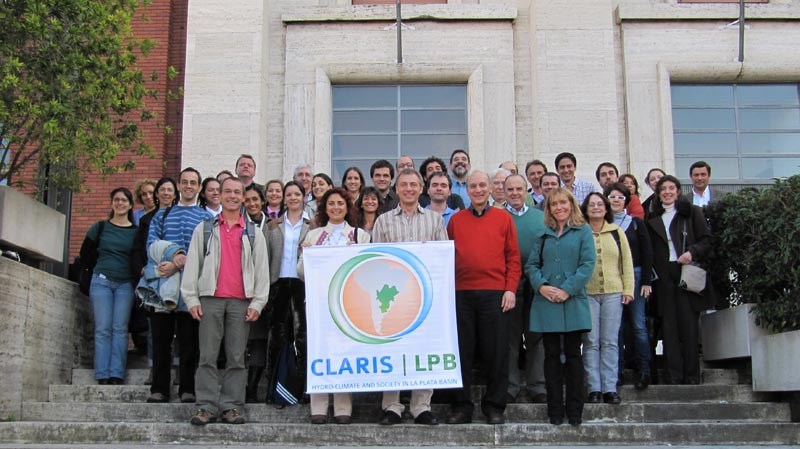 CLARIS | LPB
HYDRO-CLIMATE AND SOCIETY IN LA PLATA BASIN